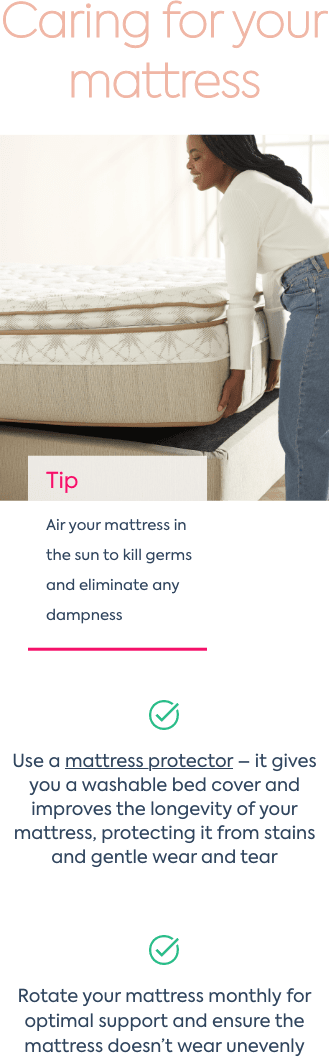 Caring for your
mattress
Tip
Air your mattress in
the sun to kill germs
and eliminate any
dampness
Use a mattress protector – it gives
you a washable bed cover and
improves the longevity of your
mattress, protecting it from stains
and gentle wear and tear
Rotate your mattress monthly for
optimal support and ensure the
mattress doesn’t wear unevenly